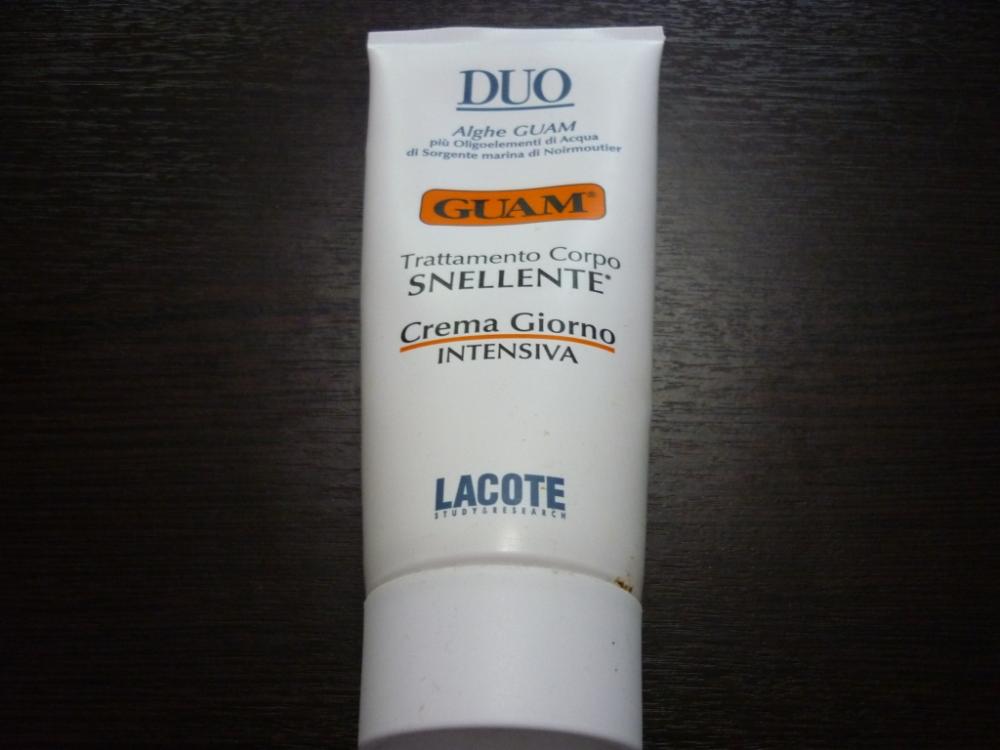 DUO
Alghe GUAM
più Oligoelementi di Acqua
di Sorgente marina di Noirmoutier
GUAM®
Trattamento Corpo
SNELLENTE*
Crema Giorno
INTENSIVA
LACOTE
STUDY & RESEARCH